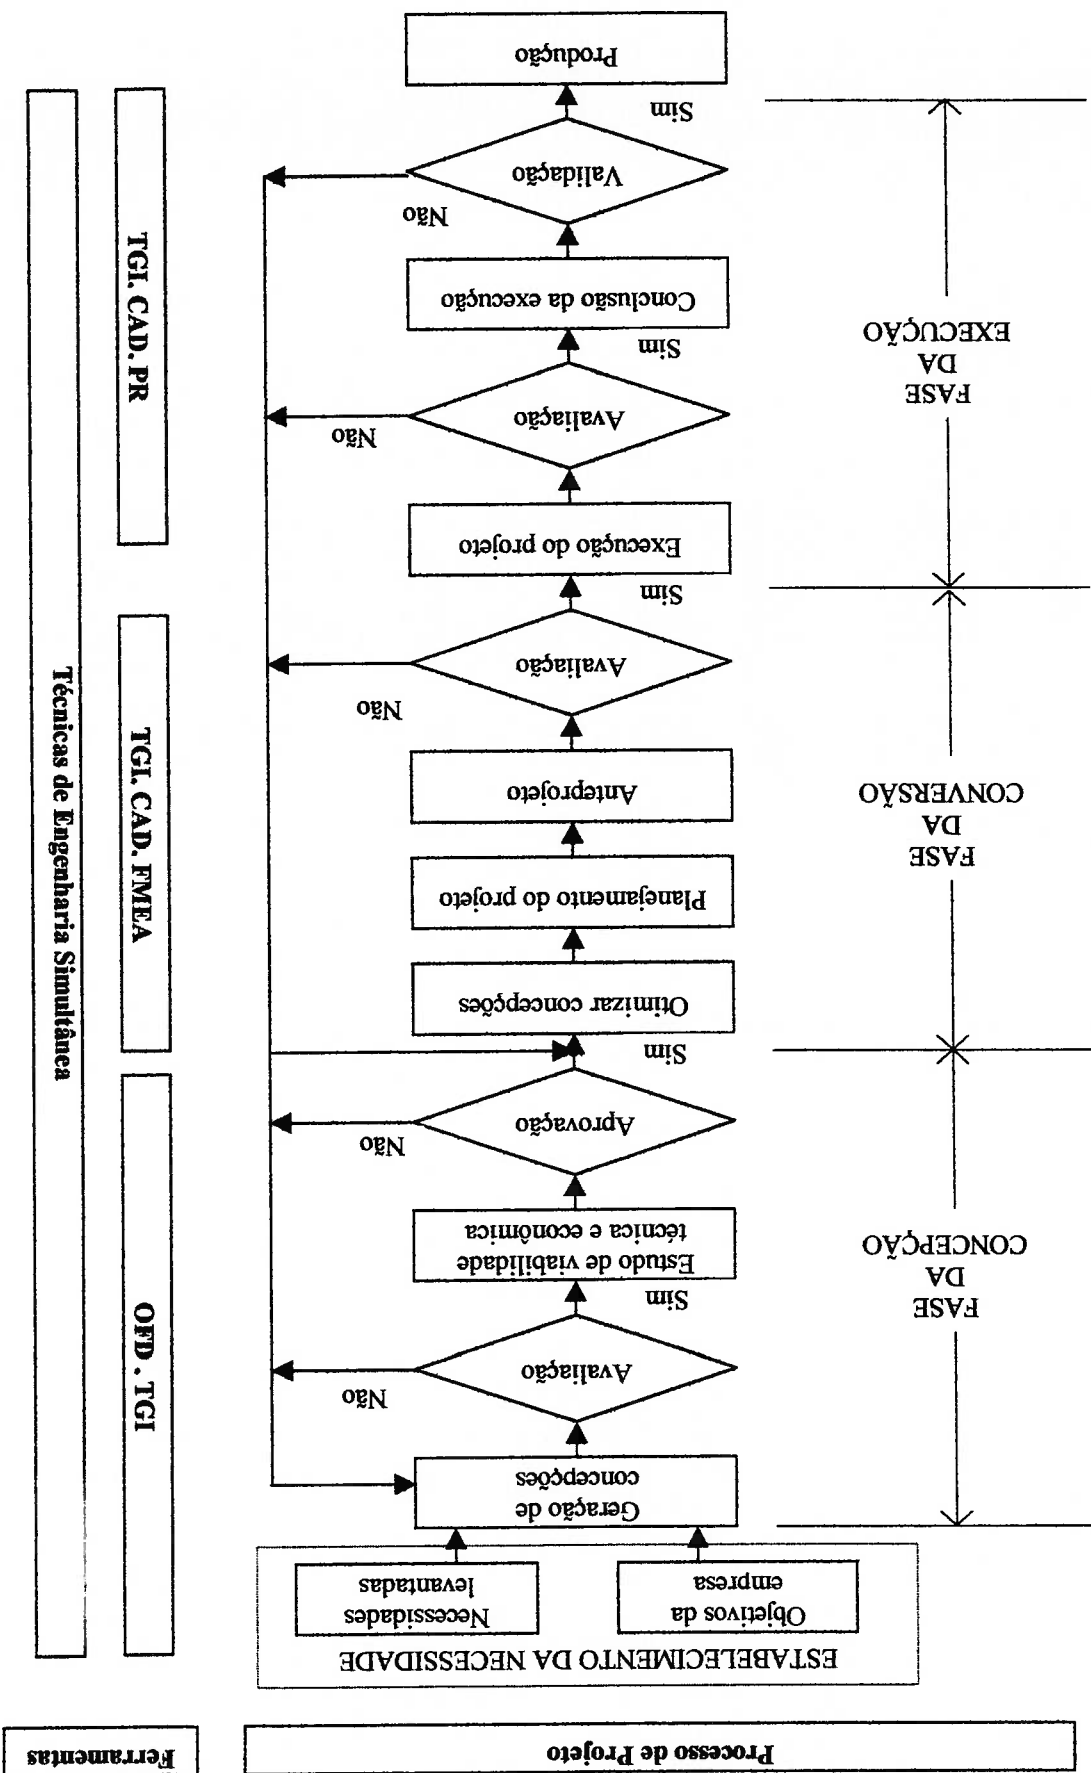 Processo de Projeto
Ferramentas
ESTABELECIMENTO DA NECESSIDADE
Objetivos da
empresa
Necessidades
levantadas
Geração de
concepções
Avaliação
Não
Sim
Estudo de viabilidade
técnica e econômica
Aprovação
Não
Sim
Otimizar concepções
Planejamento do projeto
Anteprojeto
Avaliação
Não
Sim
Execução do projeto
Avaliação
Não
Sim
Conclusão da execução
Validação
Não
Sim
Produção
FASE
DA
CONCEPÇÃO
FASE
DA
CONVERSÃO
FASE
DA
EXECUÇÃO
QFD . TGI
TGI. CAD. FMEA
TGI. CAD. PR
Técnicas de Engenharia Simultânea